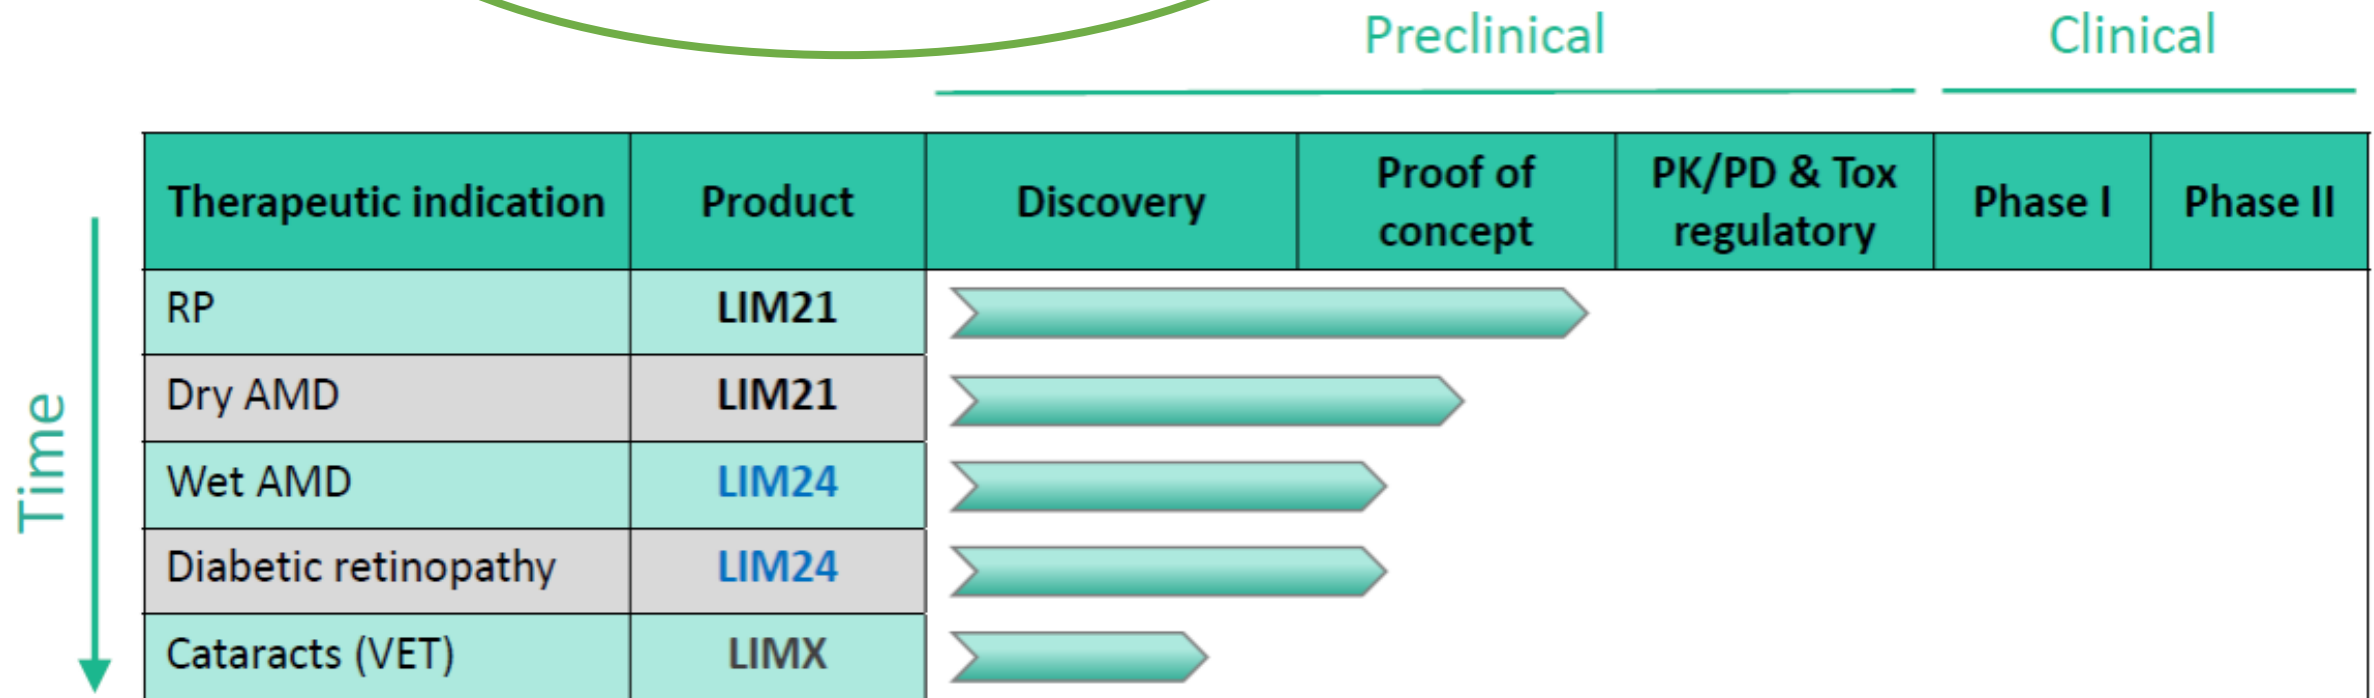 Preclinical
Clinical
Therapeutic indication
Product
Discovery
Proof of
concept
PK/PD & Tox
regulatory
Phase I
Phase II
Time
RP
LIM21
Dry AMD
LIM21
Wet AMD
LIM24
Diabetic retinopathy
LIM24
Cataracts (VET)
LIMX